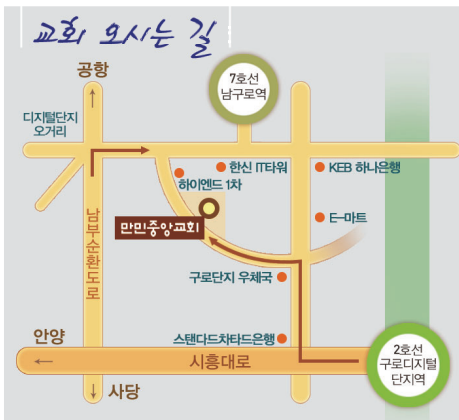 교회 오시는 길
공항
7호선
남구로역
디지털단지
오거리
한신 IT타워
KEB 하나은행
하이엔드 1차
E-마트
만민중앙교회
남부순환도로
구로단지 우체국
안양
스탠다드차타드은행
시흥대로
2호선
구로디지털
단지역
사당